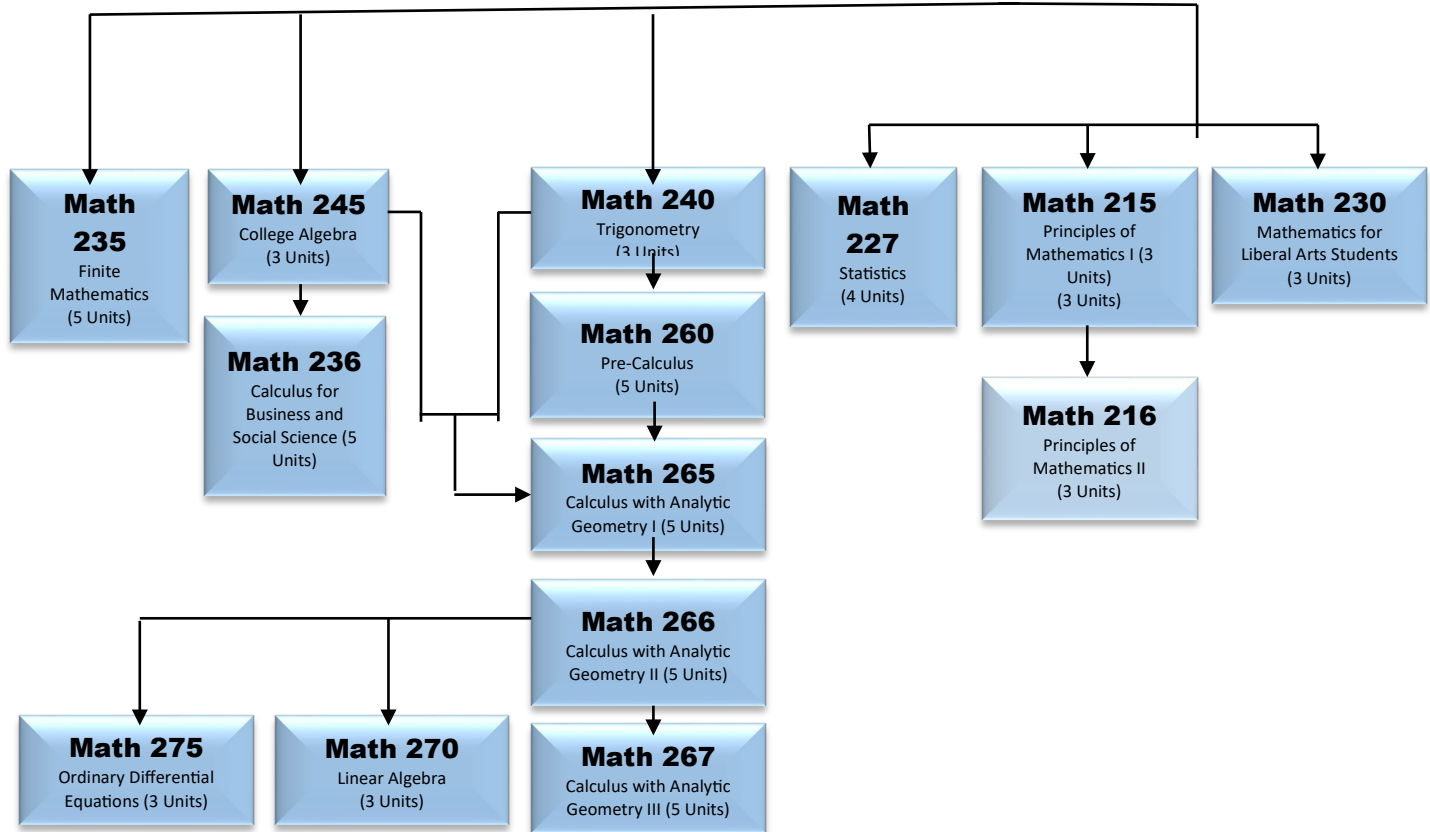 Math
235
Finite
Mathematics
(5 Units)
Math 245
College Algebra
(3 Units)
Math 240
Trigonometry
(3 Units)
Math
227
Statistics
(4 Units)
Math 215
Principles of
Mathematics I (3
Units)
(3 Units)
Math 230
Mathematics for
Liberal Arts Students
(3 Units)
Math 236
Calculus for
Business and
Social Science (5
Units)
Math 260
Pre-Calculus
(5 Units)
Math 216
Principles of
Mathematics II
(3 Units)
Math 265
Calculus with Analytic
Geometry I (5 Units)
Math 266
Calculus with Analytic
Geometry II (5 Units)
Math 275
Ordinary Differential
Equations (3 Units)
Math 270
Linear Algebra
(3 Units)
Math 267
Calculus with Analytic
Geometry III (5 Units)